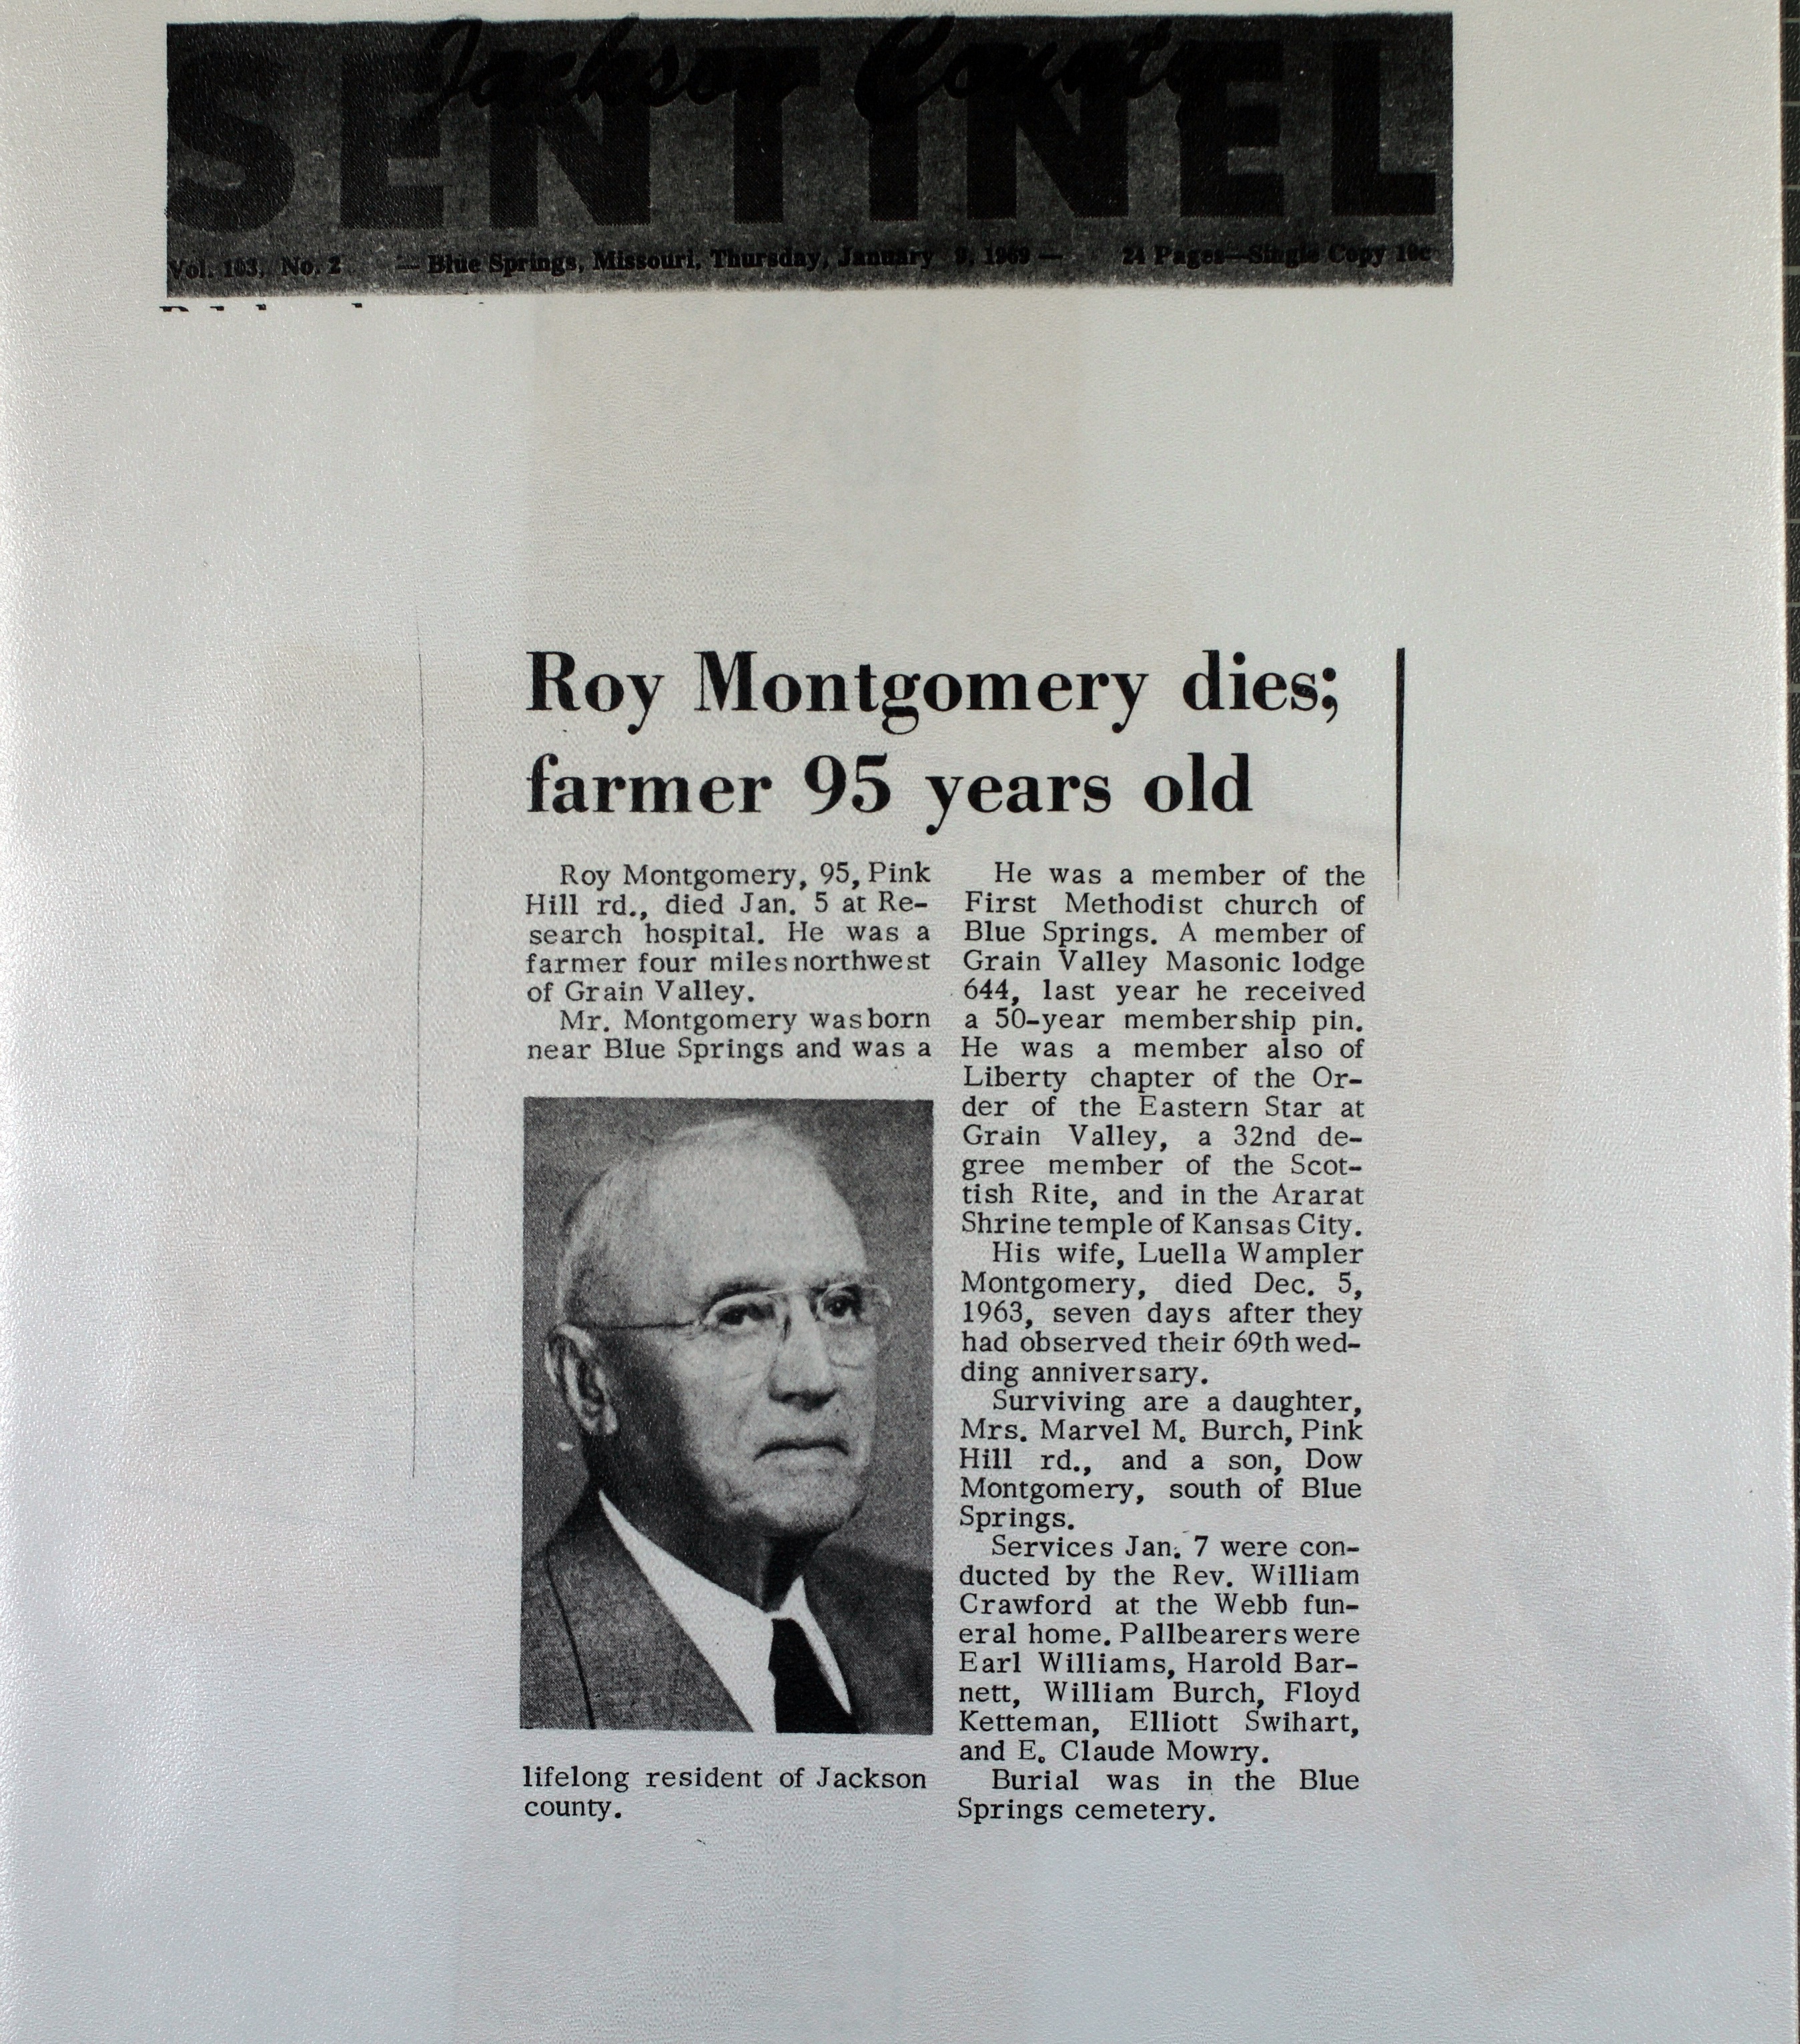 Jackson County
SENTINEL
Vol. 103, No. 2 — Blue Springs, Missouri, Thursday, January 9, 1969 — 24 Pages—Single Copy 10c
Roy Montgomery dies;
farmer 95 years old
Roy Montgomery, 95, Pink
Hill rd., died Jan. 5 at Re-
search hospital. He was a
farmer four miles northwest
of Grain Valley.
Mr. Montgomery was born
near Blue Springs and was a
lifelong resident of Jackson
county.
He was a member of the
First Methodist church of
Blue Springs. A member of
Grain Valley Masonic lodge
644, last year he received
a 50-year membership pin.
He was a member also of
Liberty chapter of the Or-
der of the Eastern Star at
Grain Valley, a 32nd de-
gree member of the Scot-
tish Rite, and in the Ararat
Shrine temple of Kansas City.
His wife, Luella Wampler
Montgomery, died Dec. 5,
1963, seven days after they
had observed their 69th wed-
ding anniversary.
Surviving are a daughter,
Mrs. Marvel M. Burch, Pink
Hill rd., and a son, Dow
Montgomery, south of Blue
Springs.
Services Jan. 7 were con-
ducted by the Rev. William
Crawford at the Webb fun-
eral home. Pallbearers were
Earl Williams, Harold Bar-
nett, William Burch, Floyd
Ketteman, Elliott Swihart,
and E. Claude Mowry.
Burial was in the Blue
Springs cemetery.